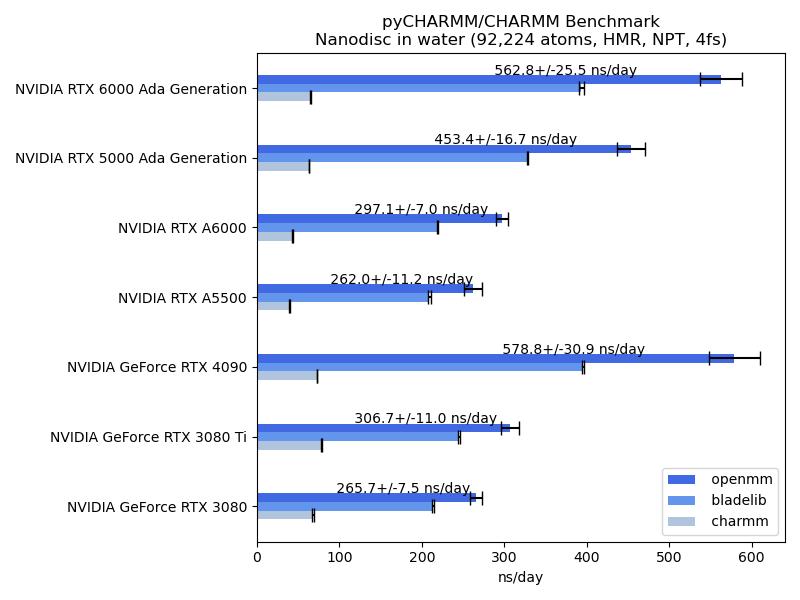 pyCHARMM/CHARMM Benchmark
Nanodisc in water (92,224 atoms, HMR, NPT, 4fs)
NVIDIA RTX 6000 Ada Generation
562.8+/-25.5 ns/day
NVIDIA RTX 5000 Ada Generation
453.4+/-16.7 ns/day
NVIDIA RTX A6000
297.1+/-7.0 ns/day
NVIDIA RTX A5500
262.0+/-11.2 ns/day
NVIDIA GeForce RTX 4090
578.8+/-30.9 ns/day
NVIDIA GeForce RTX 3080 Ti
306.7+/-11.0 ns/day
NVIDIA GeForce RTX 3080
265.7+/-7.5 ns/day
openmm
bladelib
charmm
0 100 200 300 400 500 600
ns/day